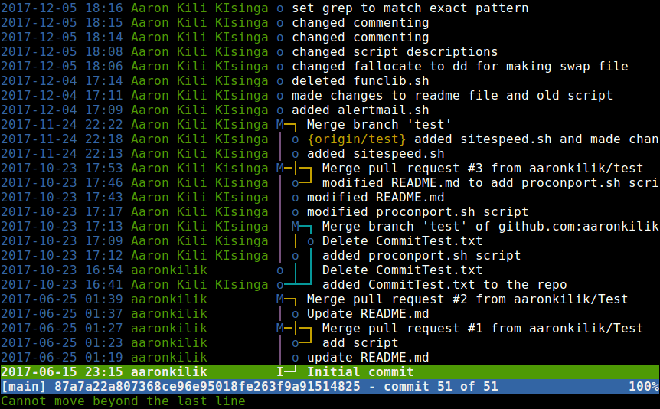 2017-12-05 18:16 Aaron Kili KIsinga o set grep to match exact pattern
2017-12-05 18:15 Aaron Kili KIsinga o changed commenting
2017-12-05 18:14 Aaron Kili KIsinga o changed commenting
2017-12-05 18:08 Aaron Kili KIsinga o changed script descriptions
2017-12-05 18:06 Aaron Kili KIsinga o changed fallocate to dd for making swap file
2017-12-04 17:14 Aaron Kili KIsinga o deleted funclib.sh
2017-12-04 17:11 Aaron Kili KIsinga o made changes to readme file and old script
2017-12-04 17:09 Aaron Kili KIsinga o added alertmail.sh
2017-11-24 22:22 Aaron Kili KIsinga M Merge branch 'test'
2017-11-24 22:18 Aaron Kili KIsinga o {origin/test} added sitespeed.sh and made chan
2017-11-24 22:13 Aaron Kili KIsinga o added sitespeed.sh
2017-10-23 17:53 Aaron Kili Kisinga M Merge pull request #3 from aaronkilik/test
2017-10-23 17:46 Aaron Kili KIsinga o modified README.md to add proconport.sh scri
2017-10-23 17:43 Aaron Kili KIsinga o modified README.md
2017-10-23 17:17 Aaron Kili KIsinga o modified proconport.sh script
2017-10-23 17:13 Aaron Kili KIsinga M Merge branch 'test' of github.com:aaronkilik
2017-10-23 17:09 Aaron Kili KIsinga o Delete CommitTest.txt
2017-10-23 17:12 Aaron Kili KIsinga o added proconport.sh script
2017-10-23 16:54 aaronkilik o Delete CommitTest.txt
2017-10-23 16:41 Aaron Kili KIsinga o added CommitTest.txt to the repo
2017-06-25 01:39 aaronkilik M Merge pull request #2 from aaronkilik/Test
2017-06-25 01:37 aaronkilik o Update README.md
2017-06-25 01:27 aaronkilik M Merge pull request #1 from aaronkilik/Test
2017-06-25 01:23 aaronkilik o add script
2017-06-25 01:19 aaronkilik o update README.md
2017-06-15 23:15 aaronkilik I Initial commit
[main] 87a7a22a807368ce96e95018fe263f9a91514825 - commit 51 of 51 100%
Cannot move beyond the last line